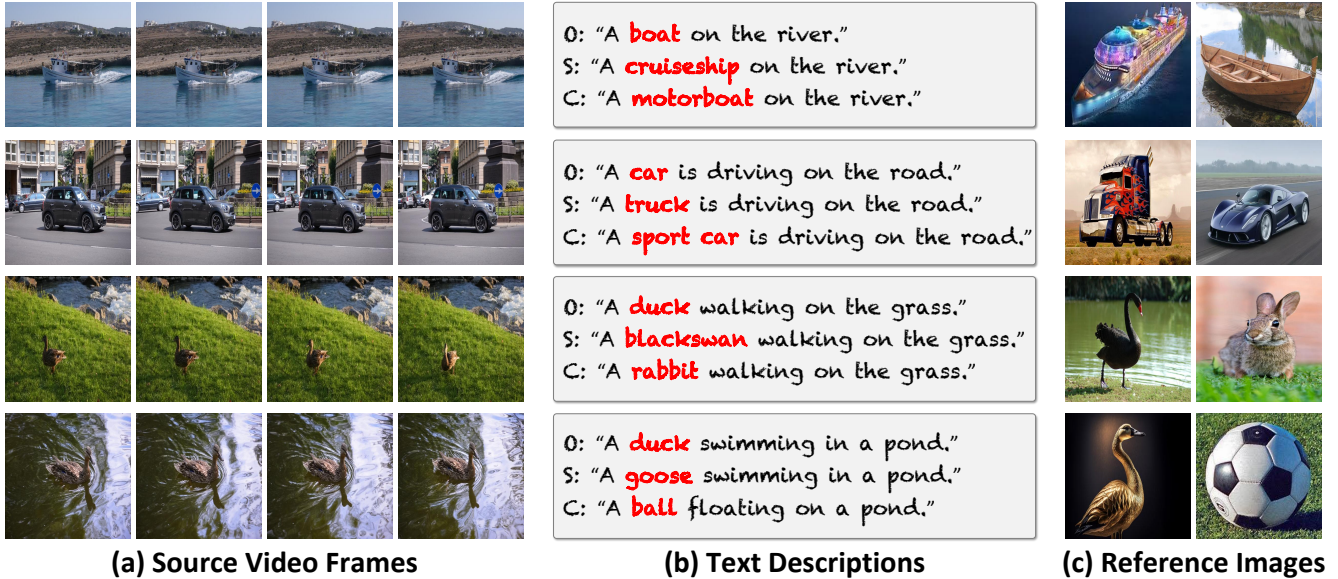 O: “A boat on the river.”
S: “A cruiseship on the river.”
C: “A motorboat on the river.”
O: “A car is driving on the road.”
S: “A truck is driving on the road.”
C: “A sport car is driving on the road.”
O: “A duck walking on the grass.”
S: “A blackswan walking on the grass.”
C: “A rabbit walking on the grass.”
O: “A duck swimming in a pond.”
S: “A goose swimming in a pond.”
C: “A ball floating on a pond.”
(a) Source Video Frames
(b) Text Descriptions
(c) Reference Images